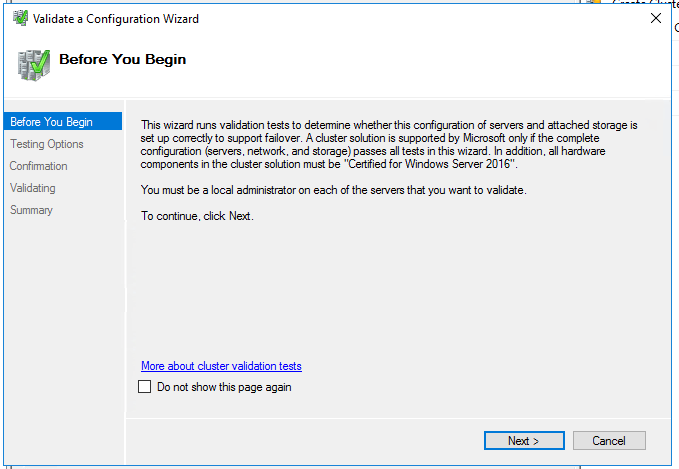 Validate a Configuration Wizard
Before You Begin
Before You Begin
Testing Options
Confirmation
Validating
Summary
This wizard runs validation tests to determine whether this configuration of servers and attached storage is
set up correctly to support failover. A cluster solution is supported by Microsoft only if the complete
configuration (servers, network, and storage) passes all tests in this wizard. In addition, all hardware
components in the cluster solution must be "Certified for Windows Server 2016".
You must be a local administrator on each of the servers that you want to validate.
To continue, click Next.
More about cluster validation tests
Do not show this page again
Next >
Cancel